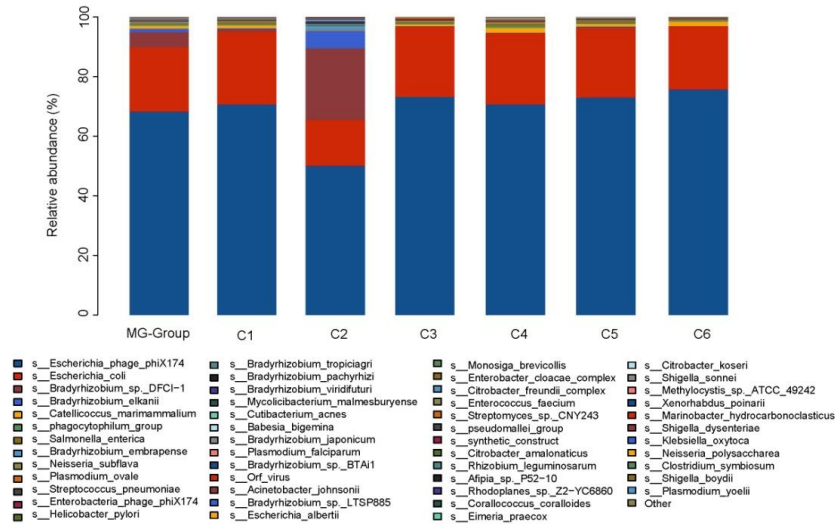 Relative abundance (%)
100
80
60
40
20
0
MG-Group C1 C2 C3 C4 C5 C6
s__Escherichia_phage_phiX174
s__Escherichia_coli
s__Bradyrhizobium_sp._DFCI-1
s__Bradyrhizobium_elkanii
s__Catellicoccus_marimammalium
s__phagocytophilum_group
s__Salmonella_enterica
s__Bradyrhizobium_embrapense
s__Neisseria_subflava
s__Plasmodium_ovale
s__Streptococcus_pneumoniae
s__Enterobacteria_phage_phiX174
s__Helicobacter_pylori
s__Bradyrhizobium_tropiciagri
s__Bradyrhizobium_pachyrhizi
s__Bradyrhizobium_viridifuturi
s__Mycolicibacterium_malmesburyense
s__Cutibacterium_acnes
s__Babesia_bigemina
s__Bradyrhizobium_japonicum
s__Plasmodium_falciparum
s__Bradyrhizobium_sp._BTAi1
s__Orf_virus
s__Acinetobacter_johnsonii
s__Bradyrhizobium_sp._LTSP885
s__Escherichia_albertii
s__Monosiga_brevicollis
s__Enterobacter_cloacae_complex
s__Citrobacter_freundii_complex
s__Enterococcus_faecium
s__Streptomyces_sp._CNY243
s__pseudomallei_group
s__synthetic_construct
s__Citrobacter_amalonaticus
s__Rhizobium_leguminosarum
s__Afipia_sp._P52-10
s__Rhodoplanes_sp._Z2-YC6860
s__Corallococcus_coralloides
s__Eimeria_praecox
s__Citrobacter_koseri
s__Shigella_sonnei
s__Methylocystis_sp._ATCC_49242
s__Xenorhabdus_poinarii
s__Marinobacter_hydrocarbonoclasticus
s__Shigella_dysenteriae
s__Klebsiella_oxytoca
s__Neisseria_polysaccharea
s__Clostridium_symbiosum
s__Shigella_boydii
s__Plasmodium_yoelii
Other